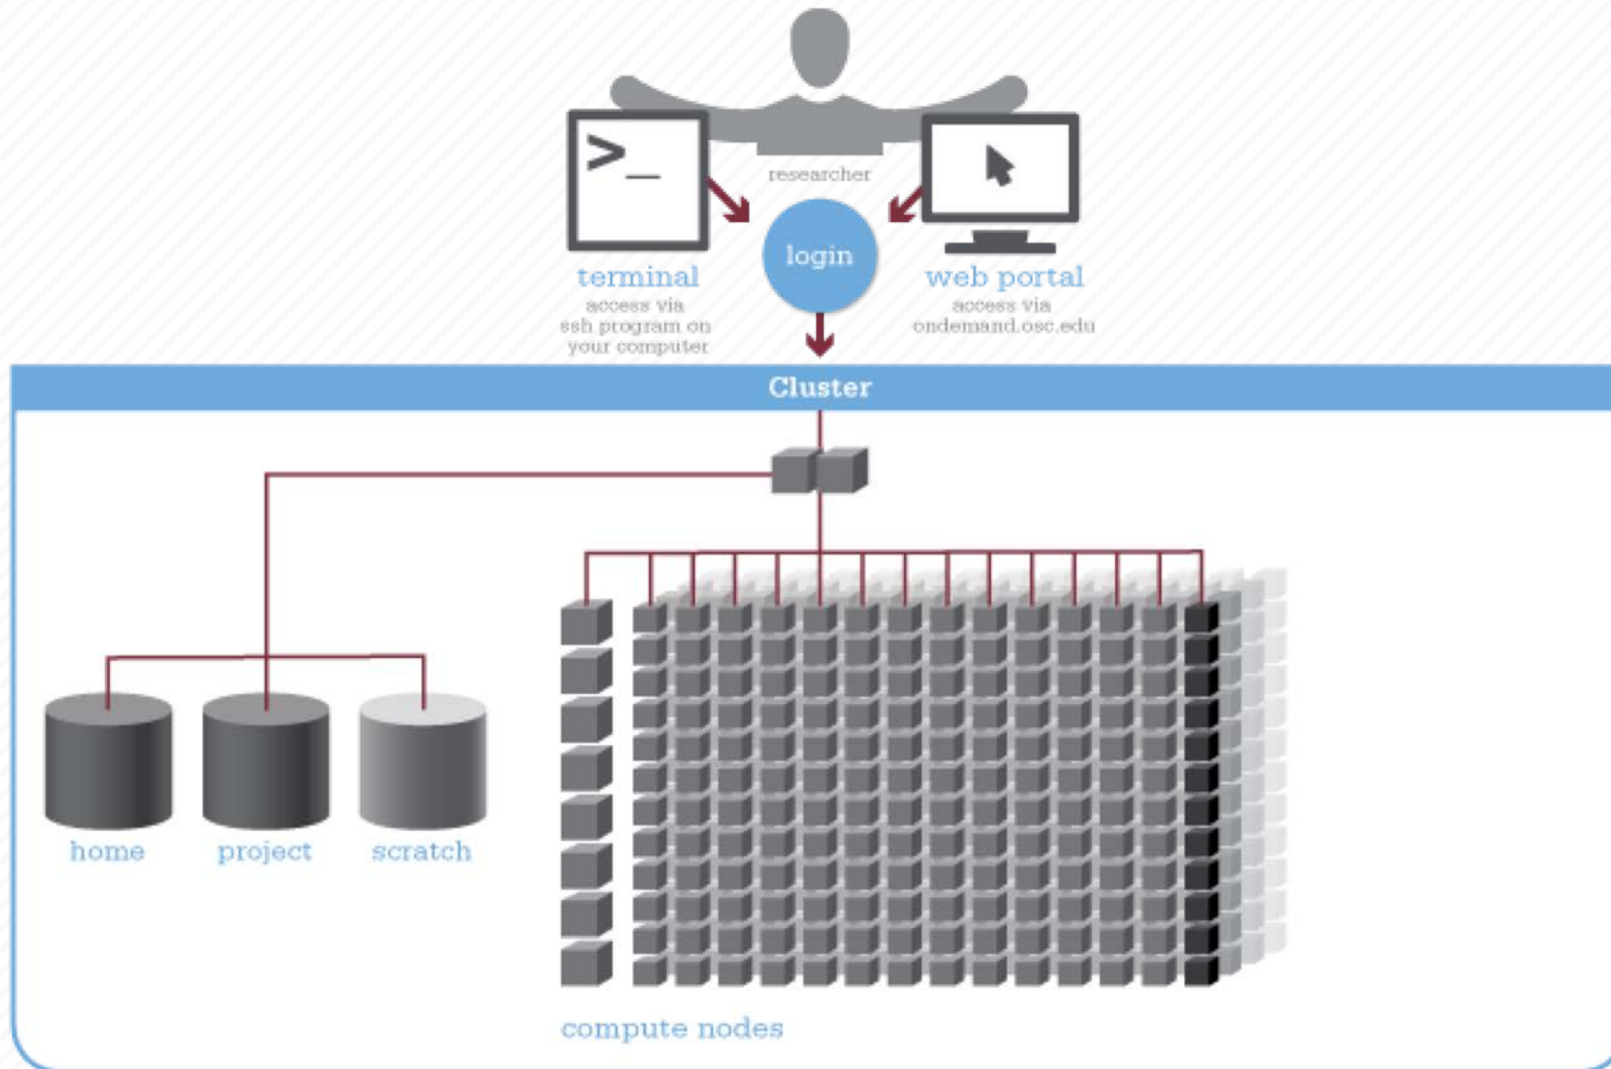 >_
researcher
login
terminal
access via
ssh program on
your computer
web portal
access via
ondemand.osc.edu
Cluster
home
project
scratch
compute nodes